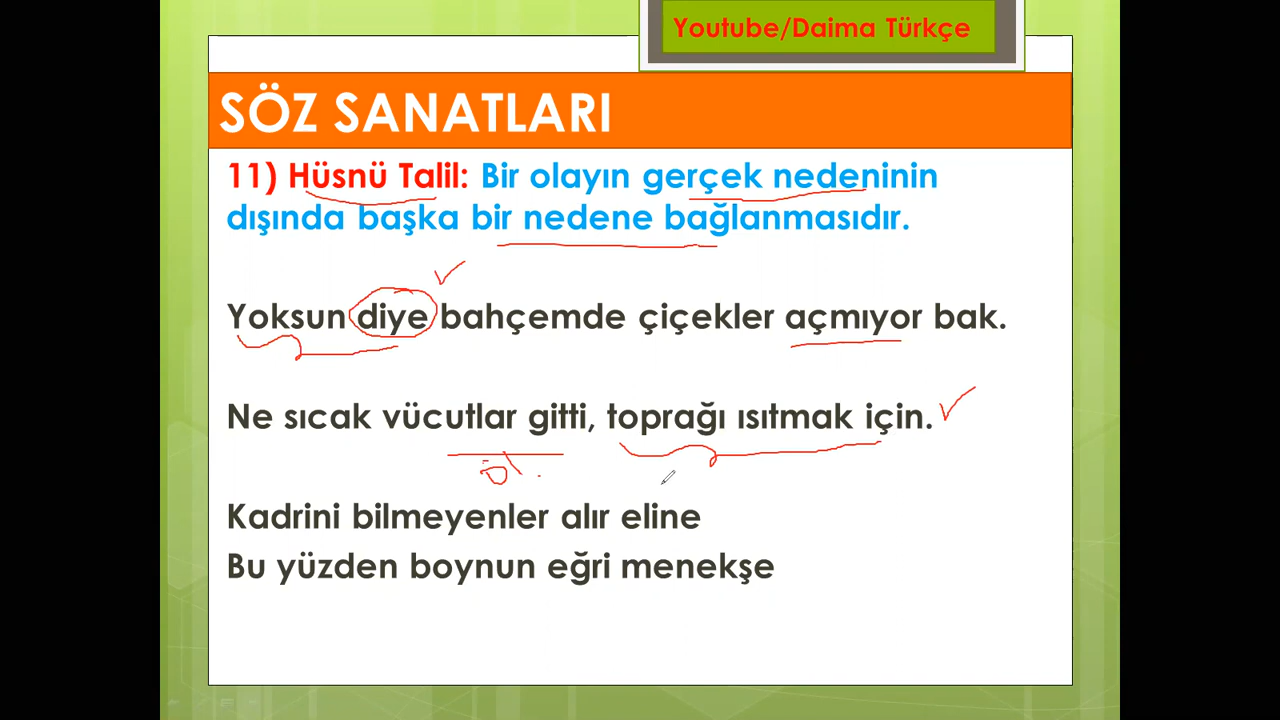 Youtube/Daima Türkçe
SÖZ SANATLARI
11) Hüsnü Talil: Bir olayın gerçek nedeninin
dışında başka bir nedene bağlanmasıdır.
Yoksun diye bahçemde çiçekler açmıyor bak.
Ne sıcak vücutlar gitti, toprağı ısıtmak için.
öl.
Kadrini bilmeyenler alır eline
Bu yüzden boynun eğri menekşe